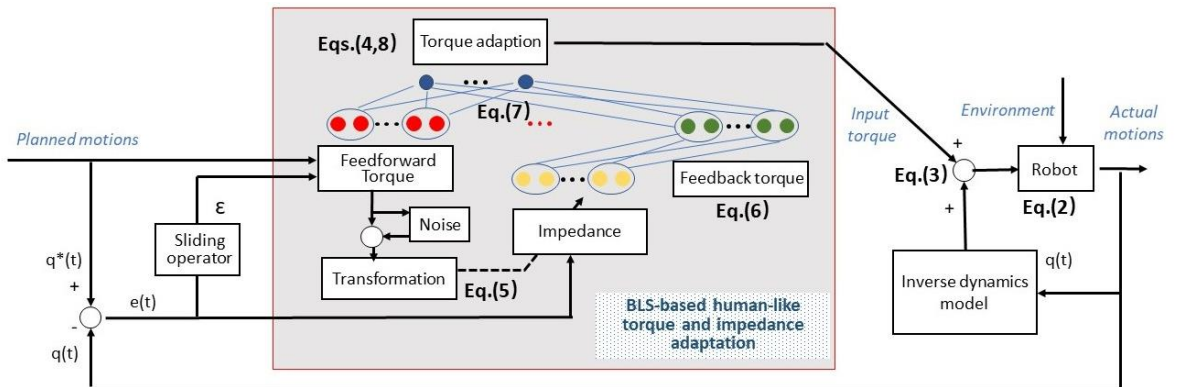 Eqs.(4,8)
Torque adaption
Eq.(7)
Planned motions
Feedforward
Torque
Noise
Transformation
Eq.(5)
Impedance
Feedback torque
Eq.(6)
BLS-based human-like
torque and impedance
adaptation
ε
Sliding
operator
q*(t)
+
e(t)
-
q(t)
Input
torque
Environment
Actual
motions
+
Eq.(3)
+
Robot
Eq.(2)
q(t)
Inverse dynamics
model